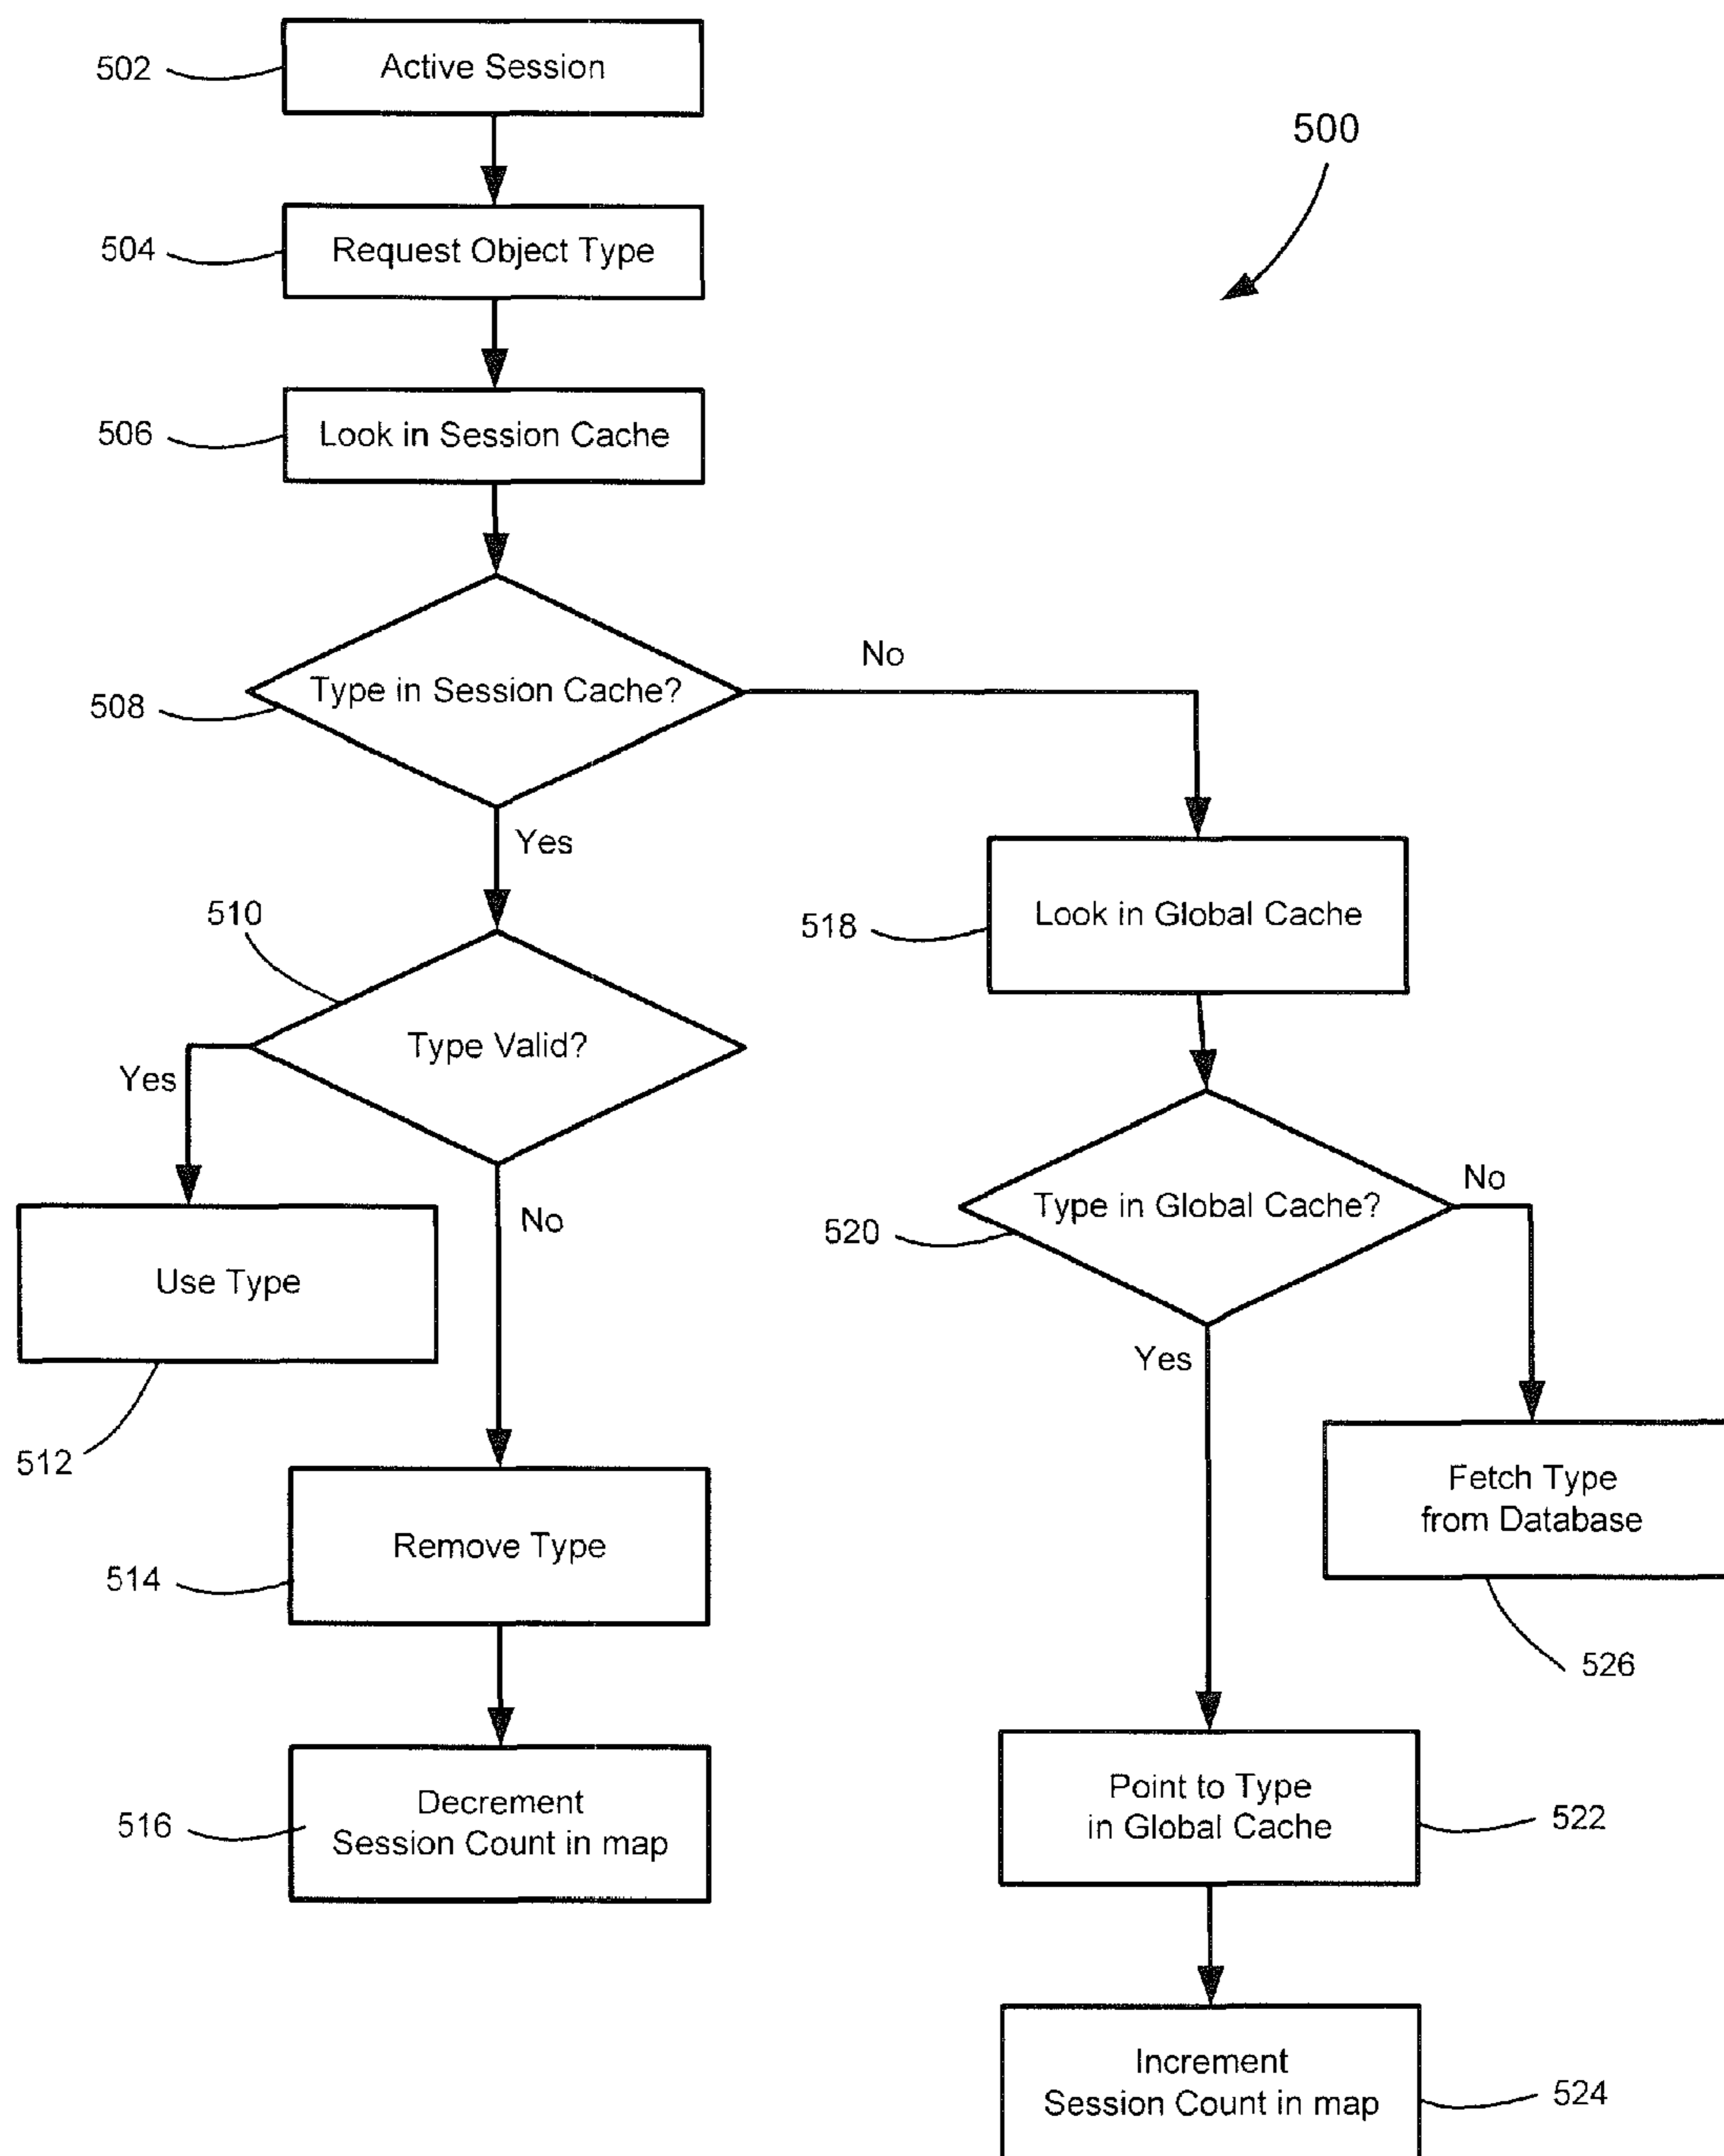 502
Active Session
500
504
Request Object Type
506
Look in Session Cache
508
Type in Session Cache?
No
Yes
510
Type Valid?
Yes
No
518
Look in Global Cache
520
Type in Global Cache?
No
Yes
Use Type
512
514
Remove Type
Fetch Type
from Database
526
516
Decrement
Session Count in map
Point to Type
in Global Cache
522
Increment
Session Count in map
524